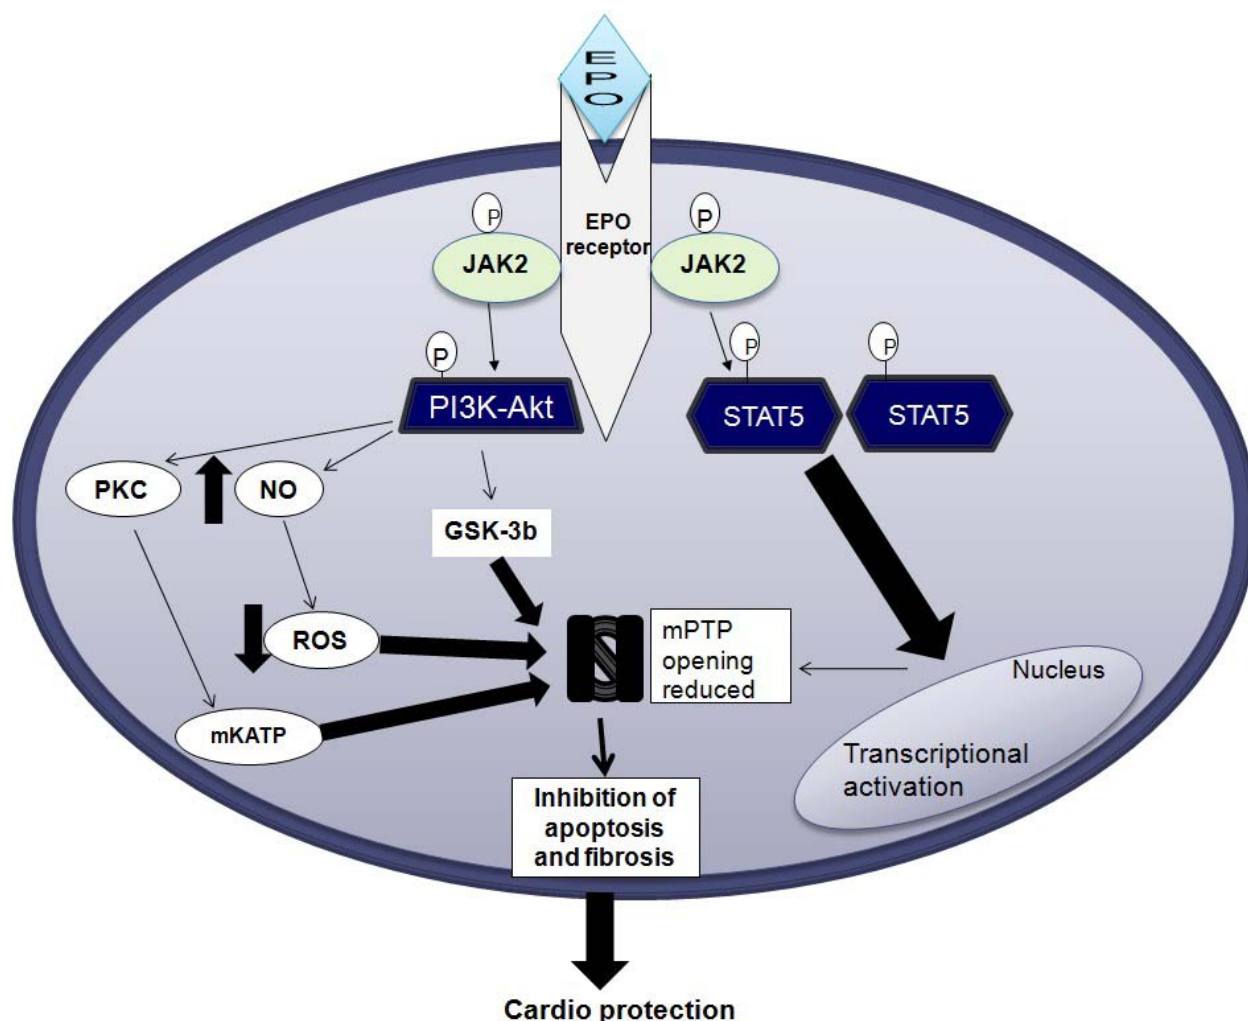 E
P
O
P
P
EPO
receptor
JAK2
JAK2
P
P
P
PI3K-Akt
STAT5
STAT5
PKC
NO
GSK-3b
ROS
mPTP
opening
reduced
Nucleus
mKATP
Transcriptional
activation
Inhibition of
apoptosis
and fibrosis
Cardio protection